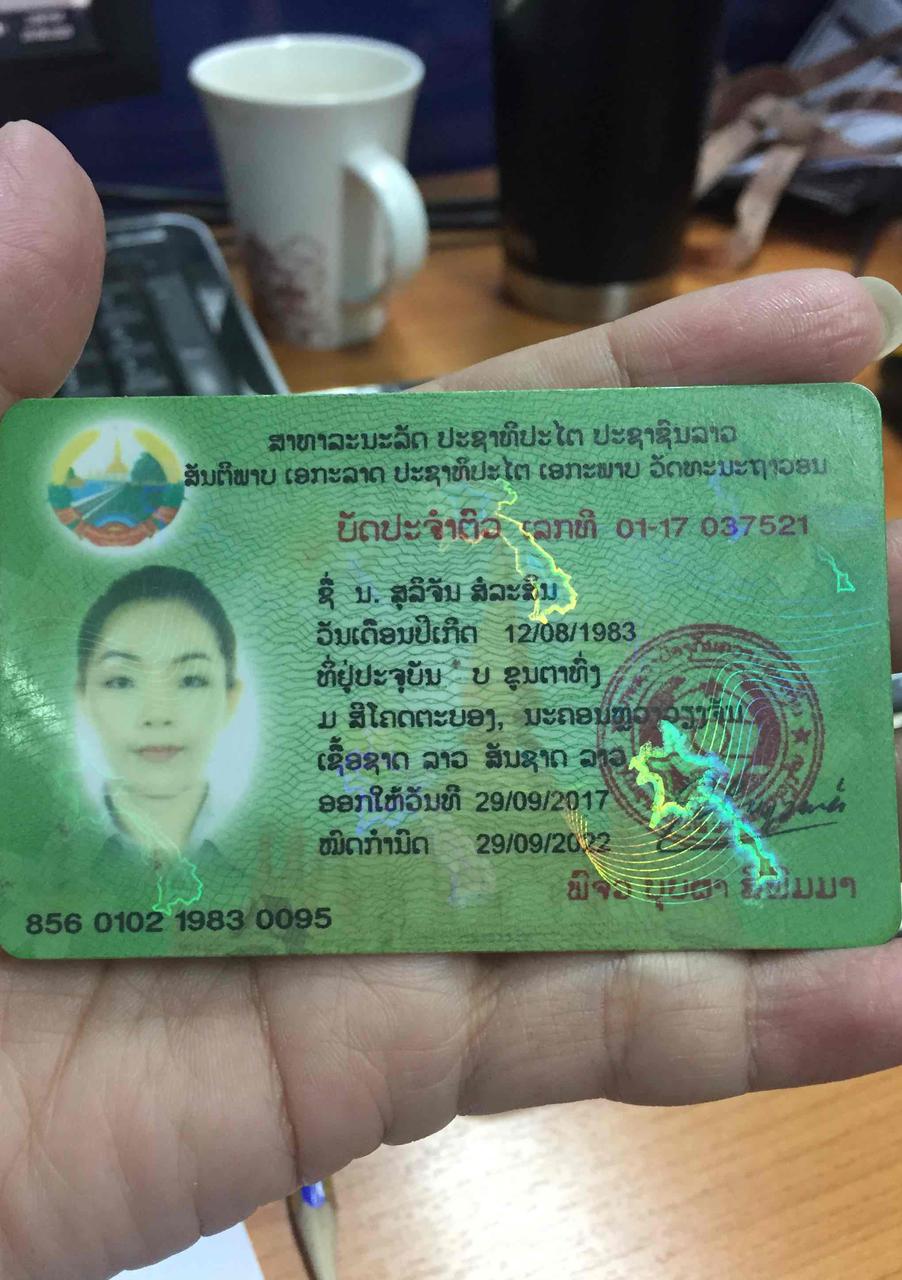 ສາທາລະນະລັດ ປະຊາທິປະໄຕ ປະຊາຊົນລາວ
ສັນຕິພາບ ເອກະລາດ ປະຊາທິປະໄຕ ເອກະພາບ ວັດທະນະຖາວອນ
ບັດປະຈຳຕົວ ເລກທີ 01-17 037521
ຊື່ ນ. ສຸລິຈັນ ສໍລະສິນ
ວັນເດືອນປີເກີດ 12/08/1983
ທີ່ຢູ່ປະຈຸບັນ ບ ຂຸນຕາທົ່ງ
ມ ສີໂຄດຕະບອງ, ນະຄອນຫຼວງວຽງຈັນ
ເຊື້ອຊາດ ລາວ ສັນຊາດ ລາວ
ອອກໃຫ້ວັນທີ 29/09/2017
ໝົດກຳນົດ 29/09/2022
ພົຈວ ບຸບຜາ
856 0102 1983 0095